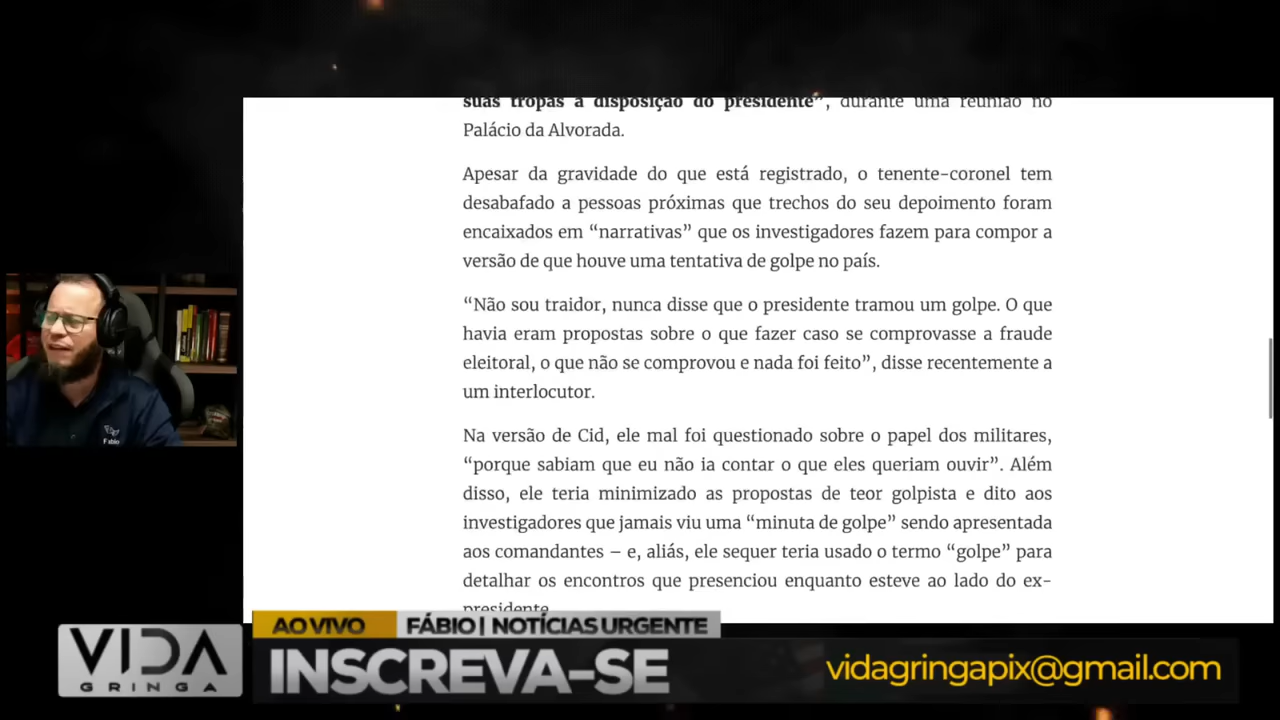 suas tropas à disposição do presidente”, durante uma reunião no
Palácio da Alvorada.
Apesar da gravidade do que está registrado, o tenente-coronel tem
desabafado a pessoas próximas que trechos do seu depoimento foram
encaixados em “narrativas” que os investigadores fazem para compor a
versão de que houve uma tentativa de golpe no país.
“Não sou traidor, nunca disse que o presidente tramou um golpe. O que
havia eram propostas sobre o que fazer caso se comprovasse a fraude
eleitoral, o que não se comprovou e nada foi feito”, disse recentemente a
um interlocutor.
Na versão de Cid, ele mal foi questionado sobre o papel dos militares,
“porque sabiam que eu não ia contar o que eles queriam ouvir”. Além
disso, ele teria minimizado as propostas de teor golpista e dito aos
investigadores que jamais viu uma “minuta de golpe” sendo apresentada
aos comandantes – e, aliás, ele sequer teria usado o termo “golpe” para
detalhar os encontros que presenciou enquanto esteve ao lado do ex-
presidente
Fábio
AO VIVO FÁBIO | NOTÍCIAS URGENTE
VIDA
GRINGA
INSCREVA-SE
vidagringapix@gmail.com